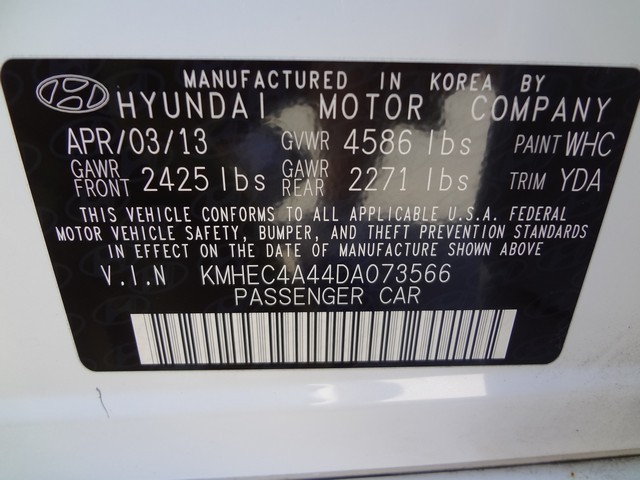 MANUFACTURED IN KOREA BY
HYUNDAI MOTOR COMPANY
APR/03/13 GVWR 4586 lbs PAINT WHC
GAWR FRONT 2425 lbs GAWR REAR 2271 lbs TRIM YDA
THIS VEHICLE CONFORMS TO ALL APPLICABLE U.S.A. FEDERAL
MOTOR VEHICLE SAFETY, BUMPER, AND THEFT PREVENTION STANDARDS
IN EFFECT ON THE DATE OF MANUFACTURE SHOWN ABOVE
V.I.N KMHEC4A44DA073566
PASSENGER CAR